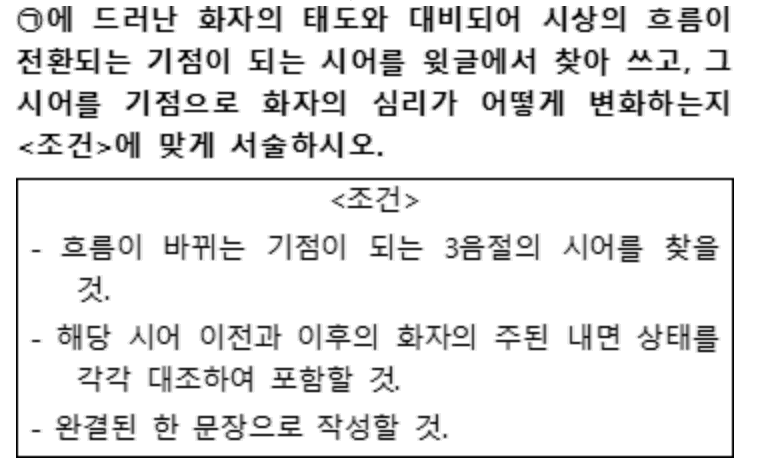 ㉠에 드러난 화자의 태도와 대비되어 시상의 흐름이
전환되는 기점이 되는 시어를 윗글에서 찾아 쓰고, 그
시어를 기점으로 화자의 심리가 어떻게 변화하는지
<조건>에 맞게 서술하시오.
<조건>
- 흐름이 바뀌는 기점이 되는 3음절의 시어를 찾을
것.
- 해당 시어 이전과 이후의 화자의 주된 내면 상태를
각각 대조하여 포함할 것.
- 완결된 한 문장으로 작성할 것.